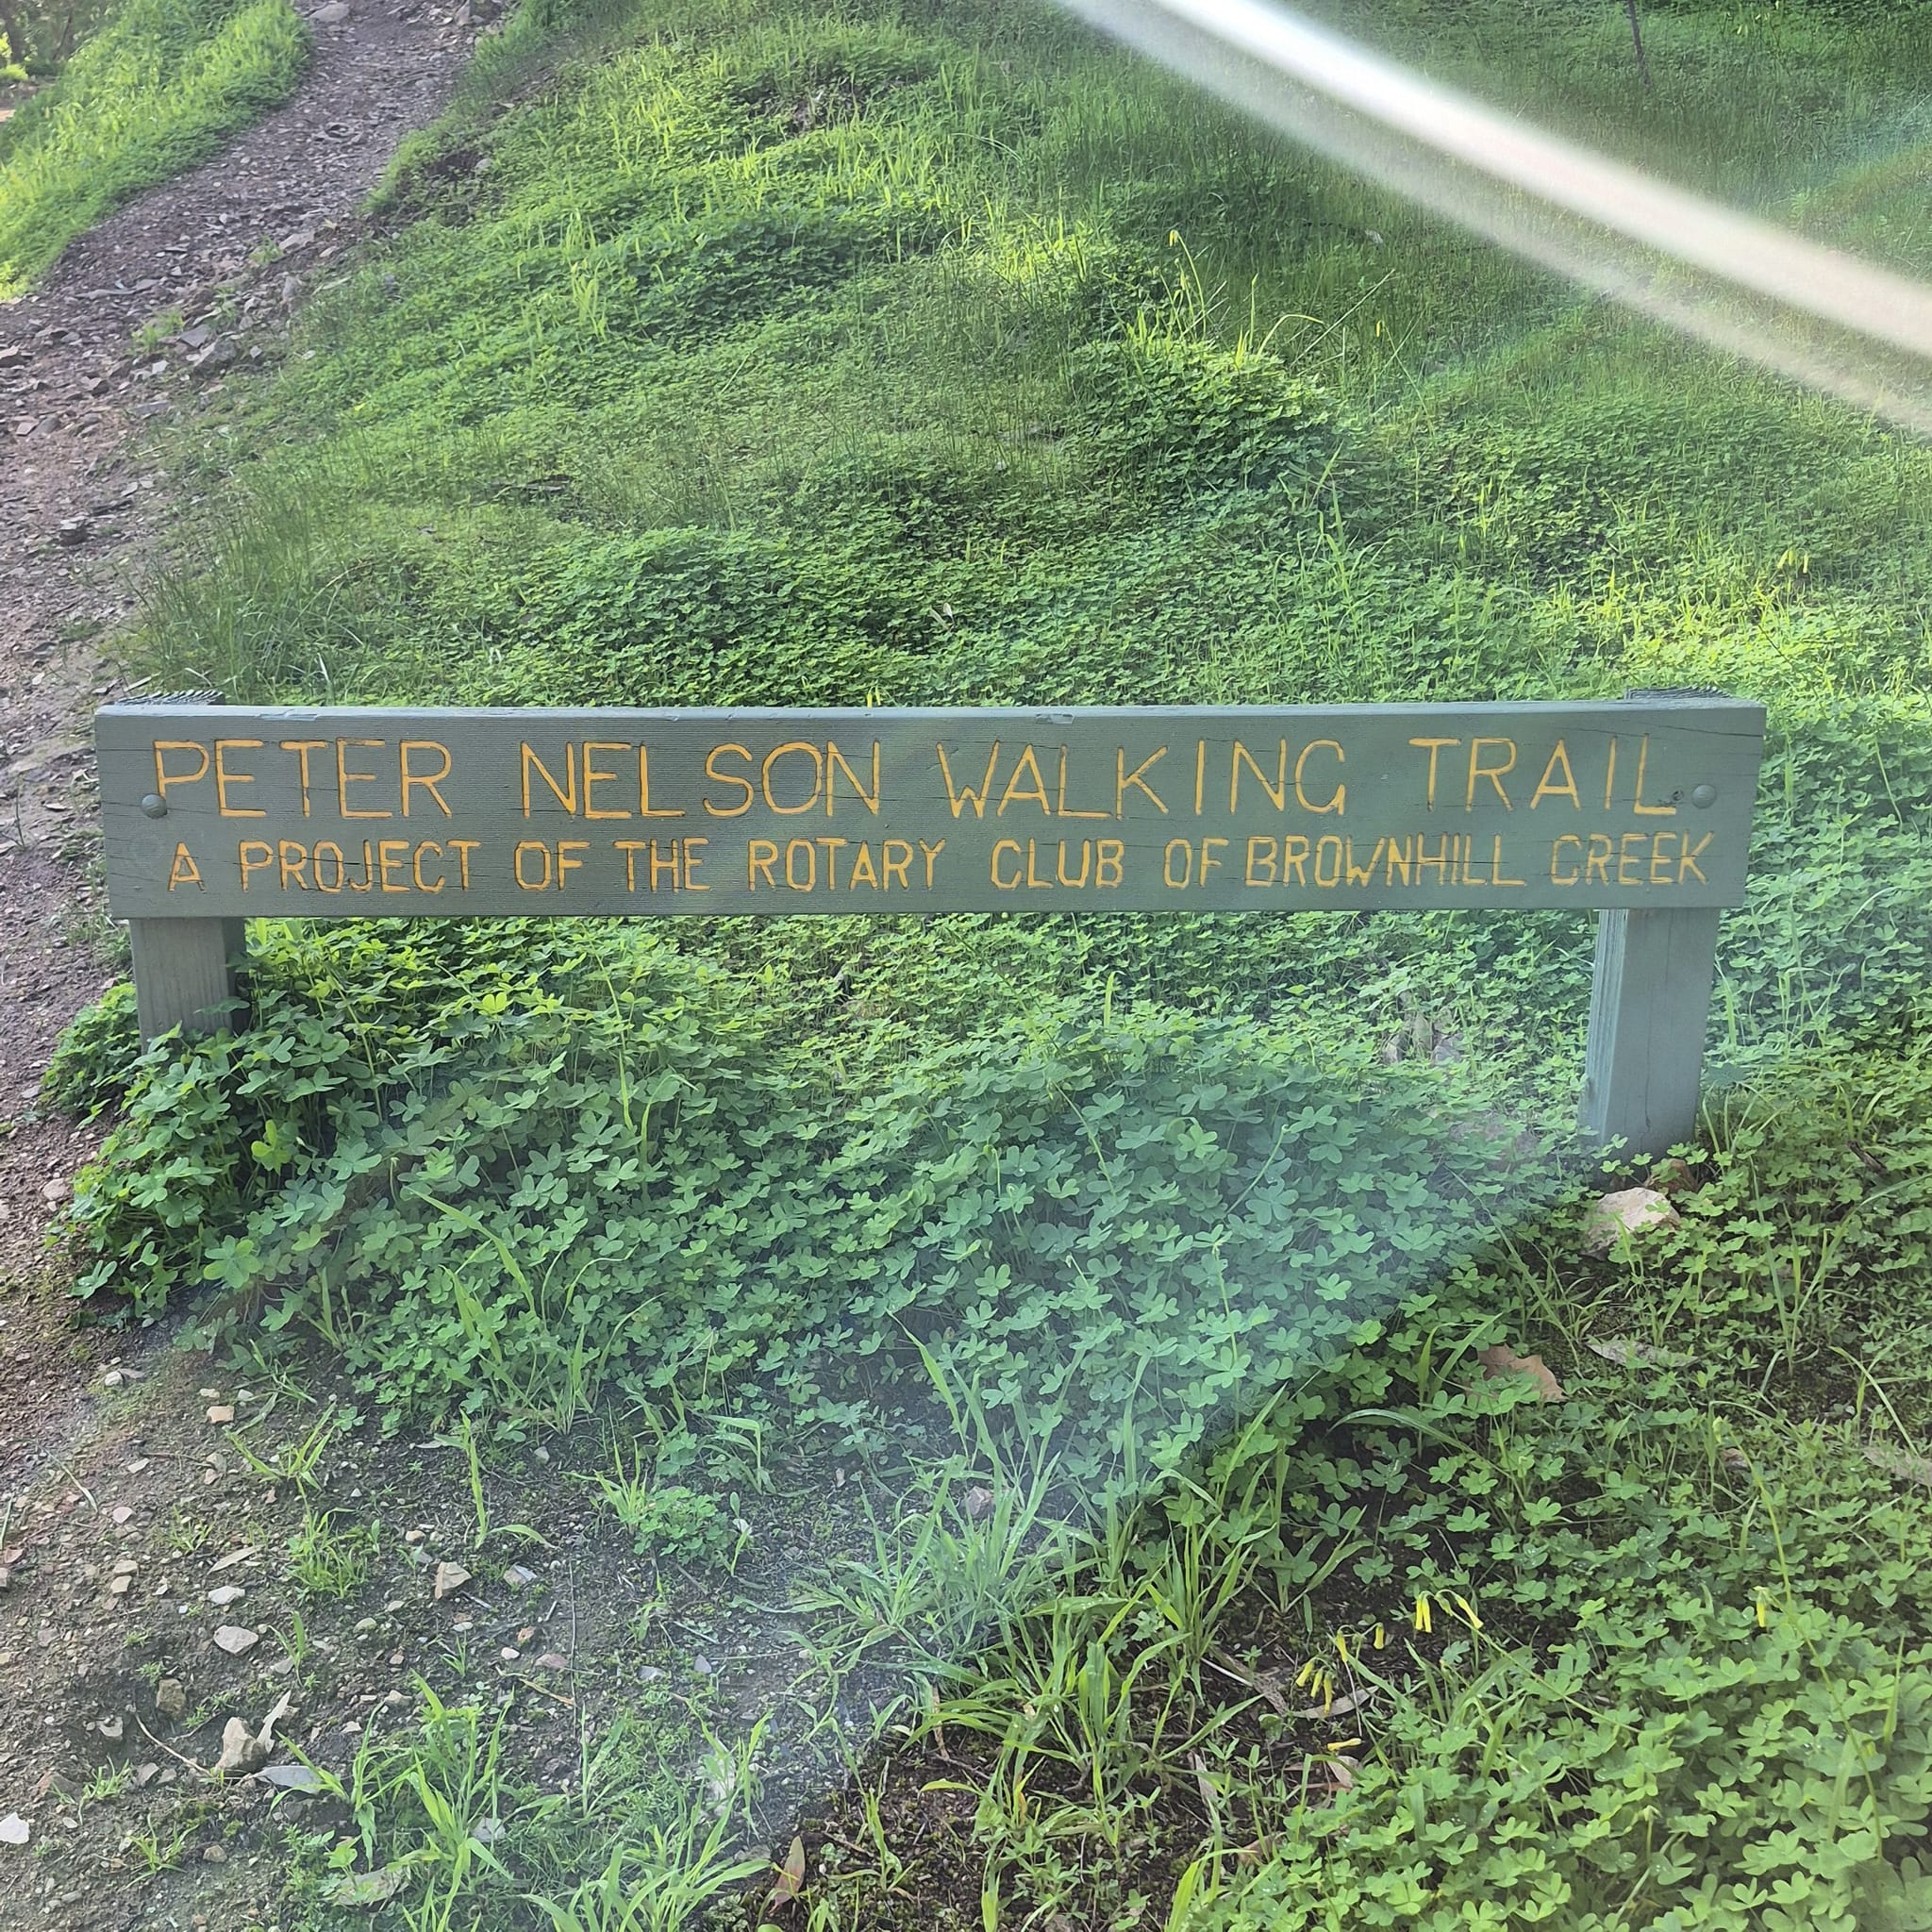 PETER NELSON WALKING TRAIL
A PROJECT OF THE ROTARY CLUB OF BROWNHILL CREEK